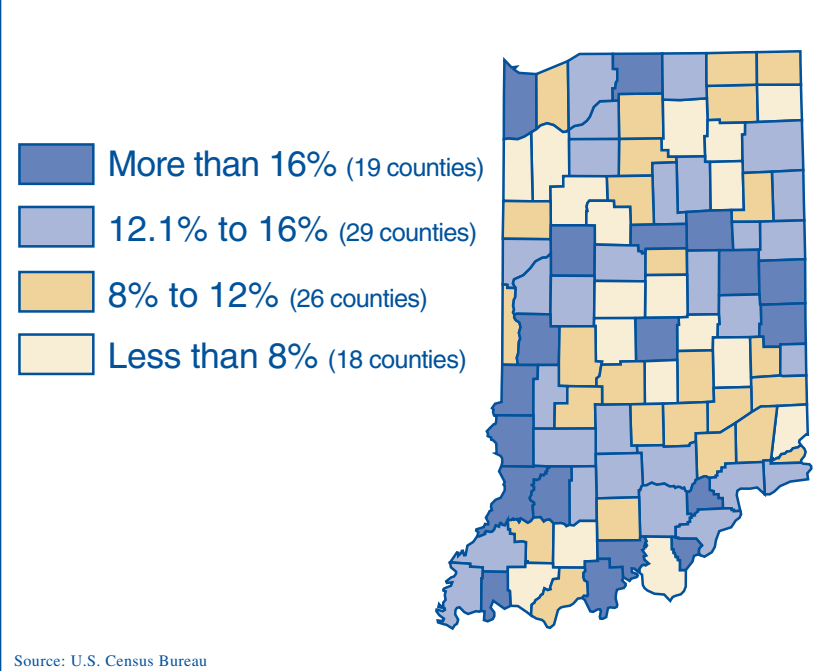 More than 16% (19 counties)
12.1% to 16% (29 counties)
8% to 12% (26 counties)
Less than 8% (18 counties)
Source: U.S. Census Bureau